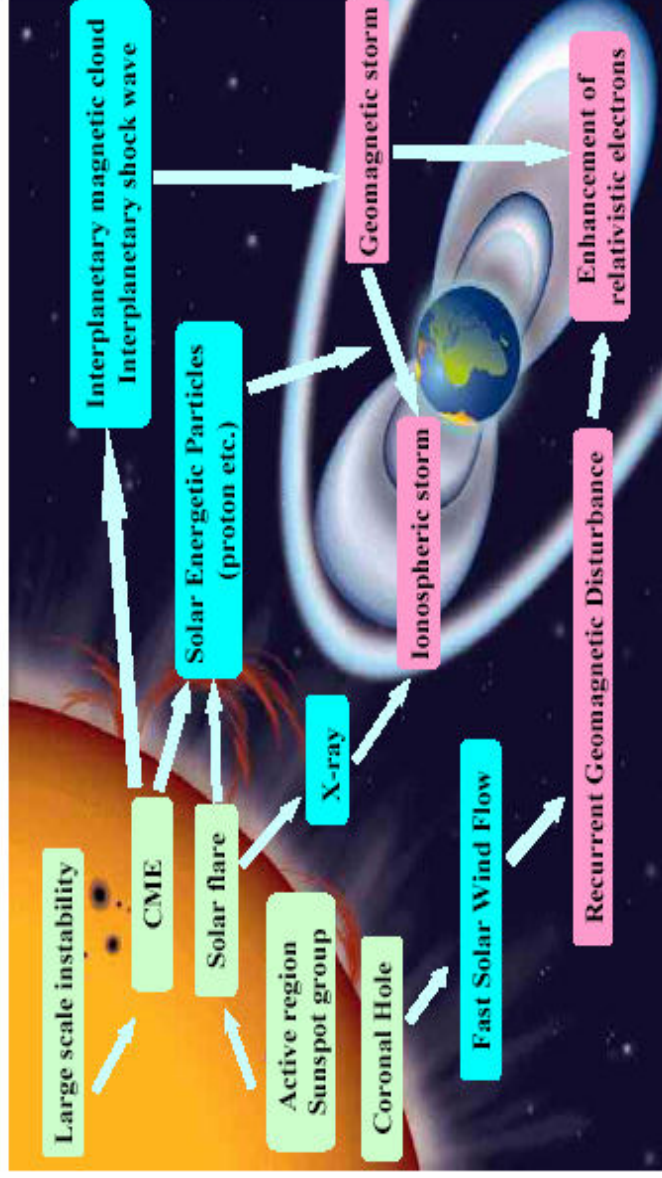 Large scale instability
CME
Solar flare
Active region
Sunspot group
Coronal Hole
Interplanetary magnetic cloud
Interplanetary shock wave
Solar Energetic Particles
(proton etc.)
X-ray
Fast Solar Wind Flow
Geomagnetic storm
Ionospheric storm
Enhancement of
relativistic electrons
Recurrent Geomagnetic Disturbance